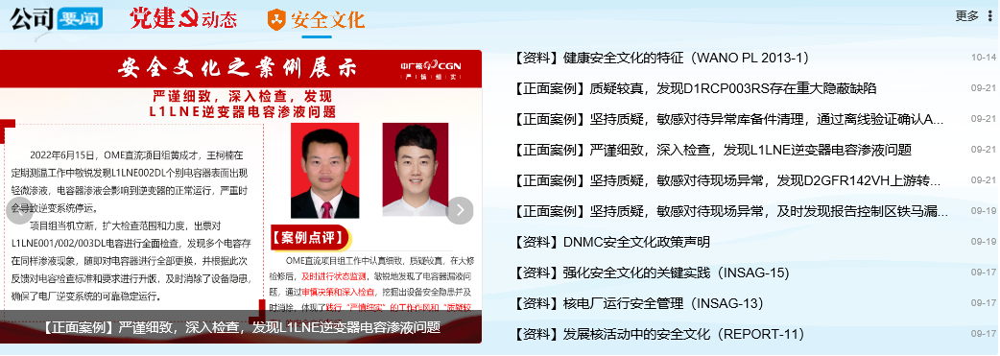 公司 要闻
党建 动态
安全文化
更多
安全文化之案例展示
中广核 CGN
严 慎 细 实
严谨细致，深入检查，发现
L1LNE逆变器电容渗液问题
2022年6月15日，OME直流项目组黄成才，王柯楠在
定期测温工作中敏锐发现L1LNE002DL个别电容器表面出现
轻微渗液，电容器渗液会影响到逆变器的正常运行，严重时
会导致逆变系统停运。
项目组当机立断，扩大检查范围和力度，出票对
L1LNE001/002/003DL电容进行全面检查，发现多个电容存
在同样渗液现象，随即对电容器进行全部更换，并根据此次
反馈对电容检查标准和要求进行升版，及时消除了设备隐患，
确保了电厂逆变系统的可靠稳定运行。
【案例点评】
OME直流项目组工作中认真细致，质疑较真，在大修
检修后，及时进行状态监测，敏锐地发现了电容器漏液问
题，通过审慎决策和深入检查，挖掘出设备安全隐患并及
时消除，体现了践行“严慎细实”的工作作风和“质疑较
【正面案例】严谨细致，深入检查，发现L1LNE逆变器电容渗液问题
【资料】健康安全文化的特征（WANO PL 2013-1） 10-14
【正面案例】质疑较真，发现D1RCP003RS存在重大隐蔽缺陷 09-21
【正面案例】坚持质疑，敏感对待异常库备件清理，通过离线验证确认A... 09-21
【正面案例】严谨细致，深入检查，发现L1LNE逆变器电容渗液问题 09-21
【正面案例】坚持质疑，敏感对待现场异常，发现D2GFR142VH上游转... 09-21
【正面案例】坚持质疑，敏感对待现场异常，及时发现报告控制区铁马漏... 09-19
【资料】DNMC安全文化政策声明 09-19
【资料】强化安全文化的关键实践（INSAG-15） 09-17
【资料】核电厂运行安全管理（INSAG-13） 09-17
【资料】发展核活动中的安全文化（REPORT-11） 09-17